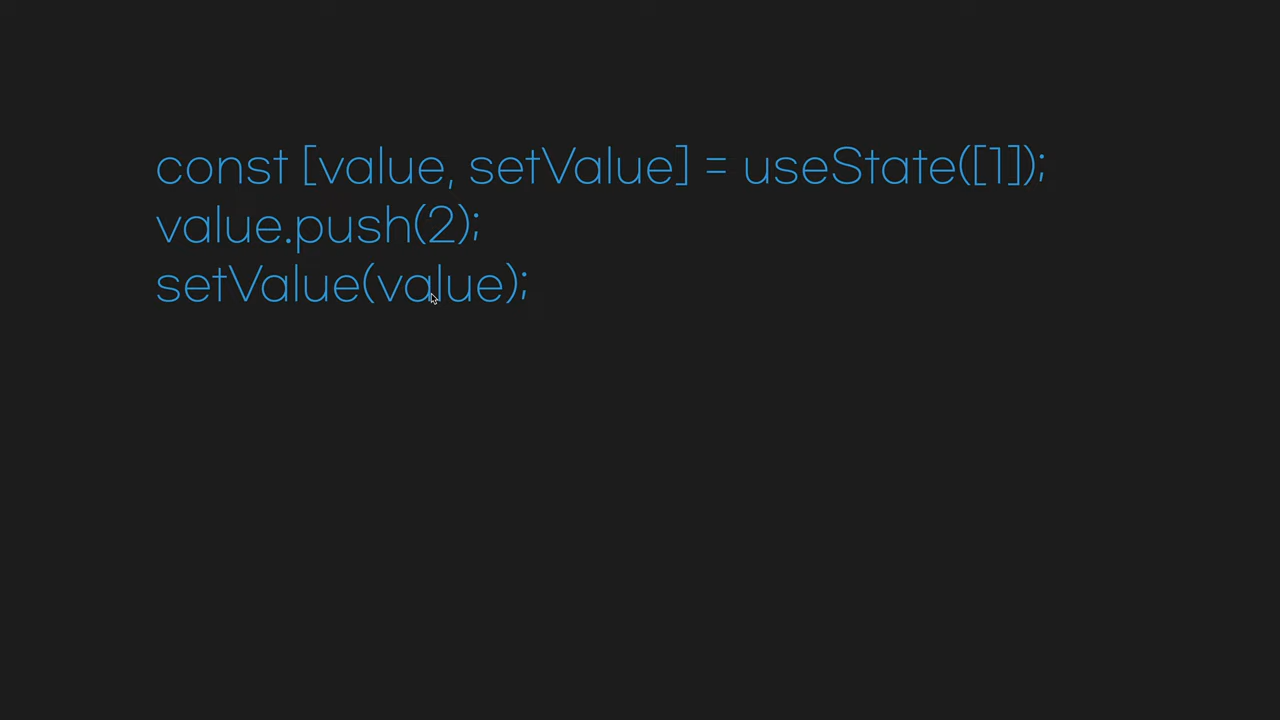 const [value, setValue] = useState([1]);
value.push(2);
setValue(value);